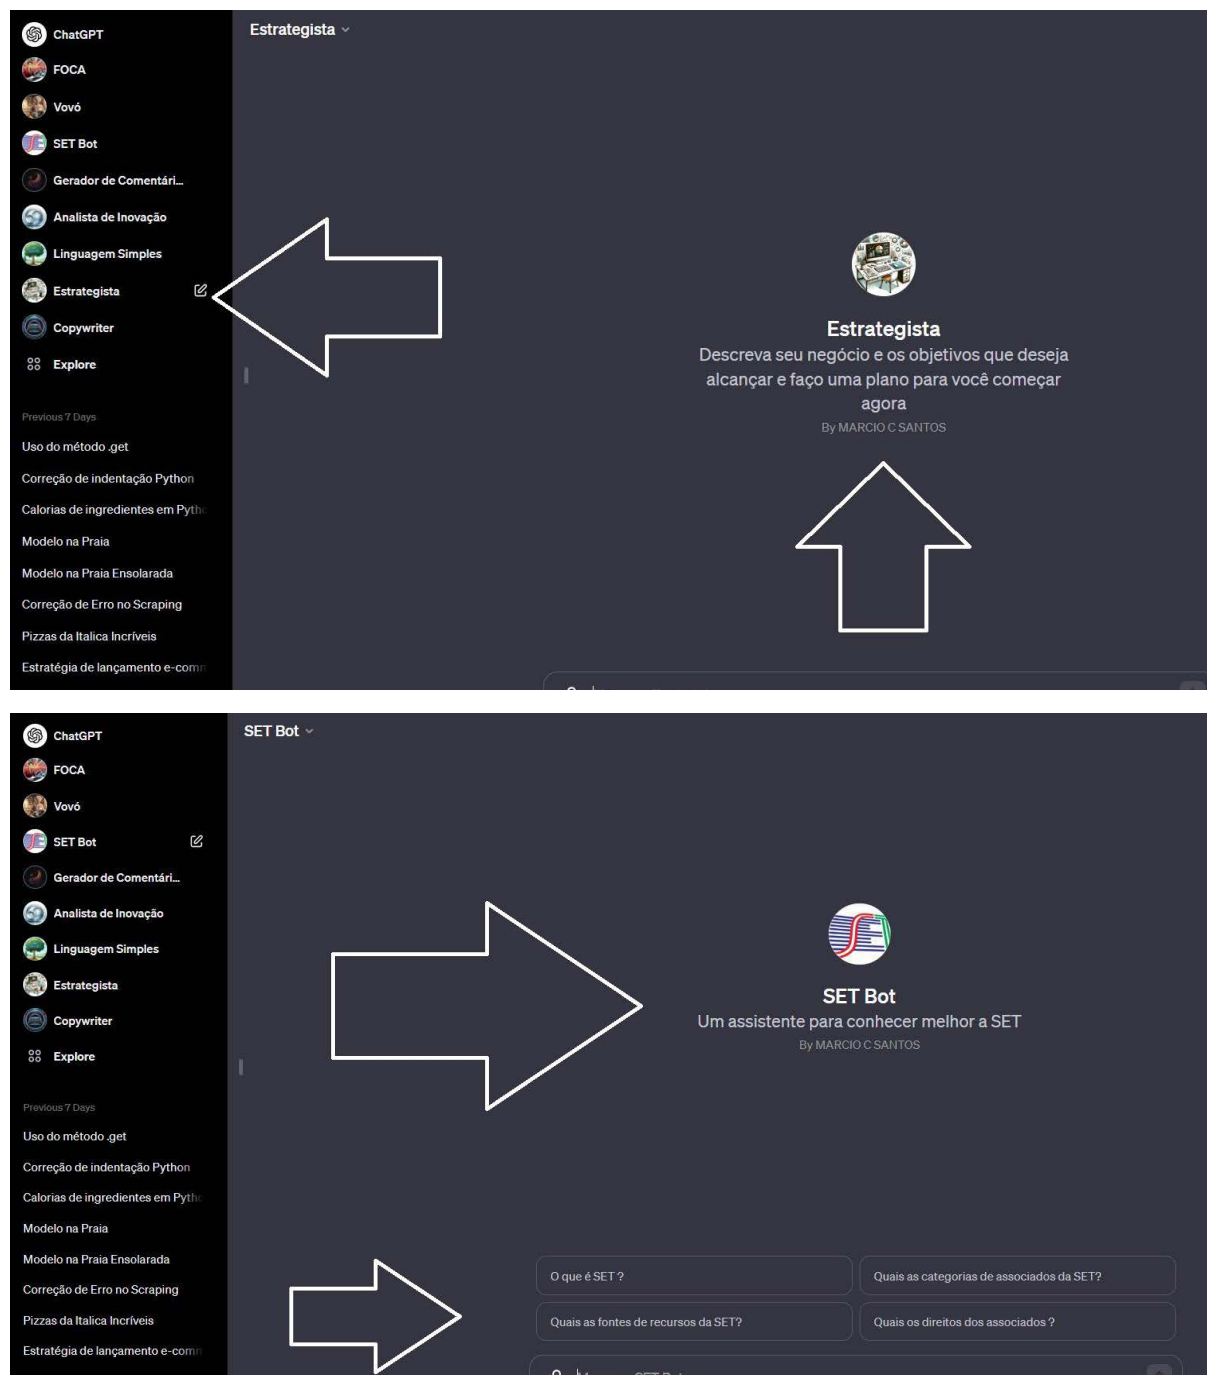 ChatGPT
FOCA
Vovó
SET Bot
Gerador de Comentári...
Analista de Inovação
Linguagem Simples
Estrategista
Copywriter
Explore
Previous 7 Days
Uso do método .get
Correção de indentação Python
Calorias de ingredientes em Pyth
Modelo na Praia
Modelo na Praia Ensolarada
Correção de Erro no Scraping
Pizzas da Italica Incríveis
Estratégia de lançamento e-com
Estrategista
Estrategista
Descreva seu negócio e os objetivos que deseja
alcançar e faço uma plano para você começar
agora
By MARCIO C SANTOS
ChatGPT
FOCA
Vovó
SET Bot
Gerador de Comentári...
Analista de Inovação
Linguagem Simples
Estrategista
Copywriter
Explore
Previous 7 Days
Uso do método .get
Correção de indentação Python
Calorias de ingredientes em Pyth
Modelo na Praia
Modelo na Praia Ensolarada
Correção de Erro no Scraping
Pizzas da Italica Incríveis
Estratégia de lançamento e-com
SET Bot
SET Bot
Um assistente para conhecer melhor a SET
By MARCIO C SANTOS
O que é SET ?
Quais as categorias de associados da SET?
Quais as fontes de recursos da SET?
Quais os direitos dos associados ?